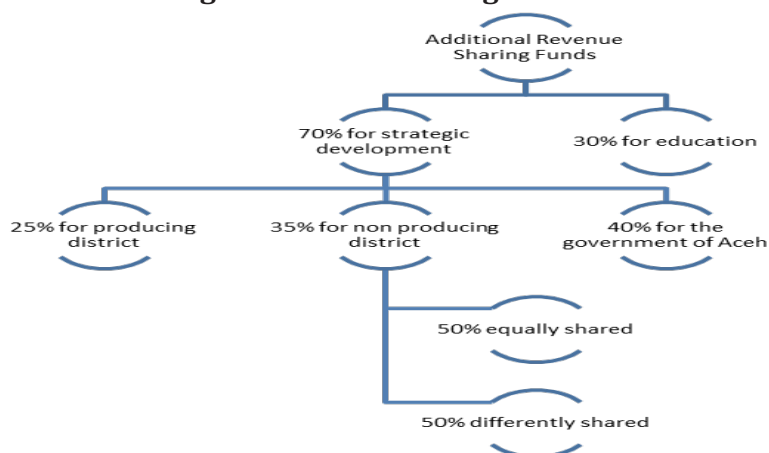 Additional Revenue
Sharing Funds
70% for strategic
development
30% for education
25% for producing
district
35% for non producing
district
40% for the
government of Aceh
50% equally shared
50% differently shared